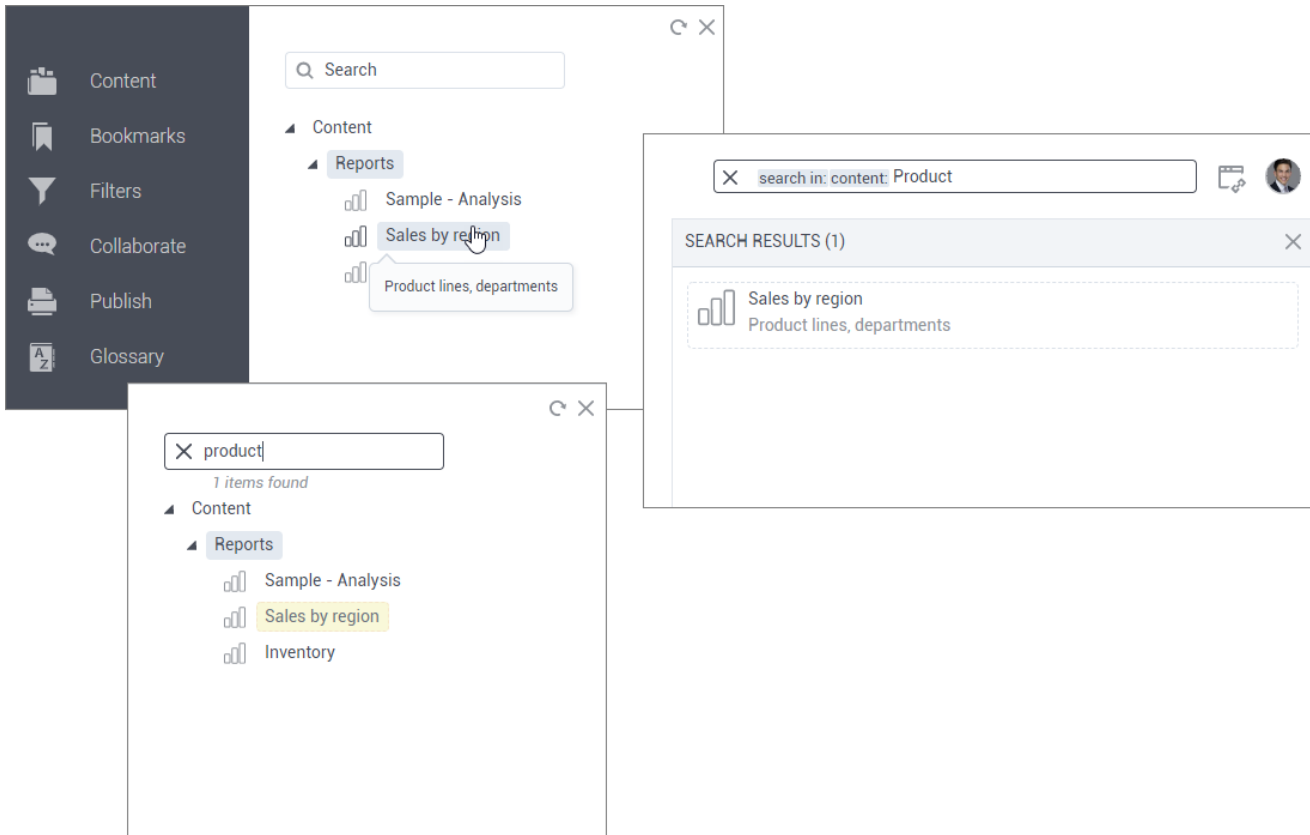 Content
Bookmarks
Filters
Collaborate
Publish
Glossary
Search
Content
Reports
Sample - Analysis
Sales by region
Product lines, departments
search in: content: Product
SEARCH RESULTS (1)
Sales by region
Product lines, departments
product
1 items found
Content
Reports
Sample - Analysis
Sales by region
Inventory